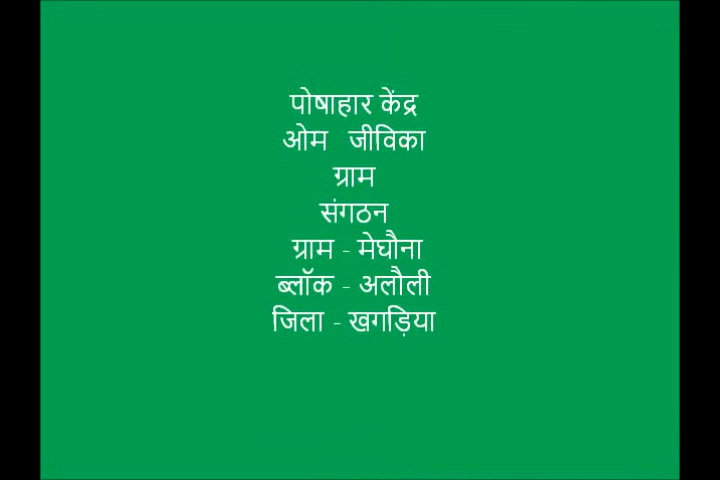 पोषाहार केंद्र
ओम जीविका
ग्राम
संगठन
ग्राम - मेघौना
ब्लॉक - अलौली
जिला - खगड़िया